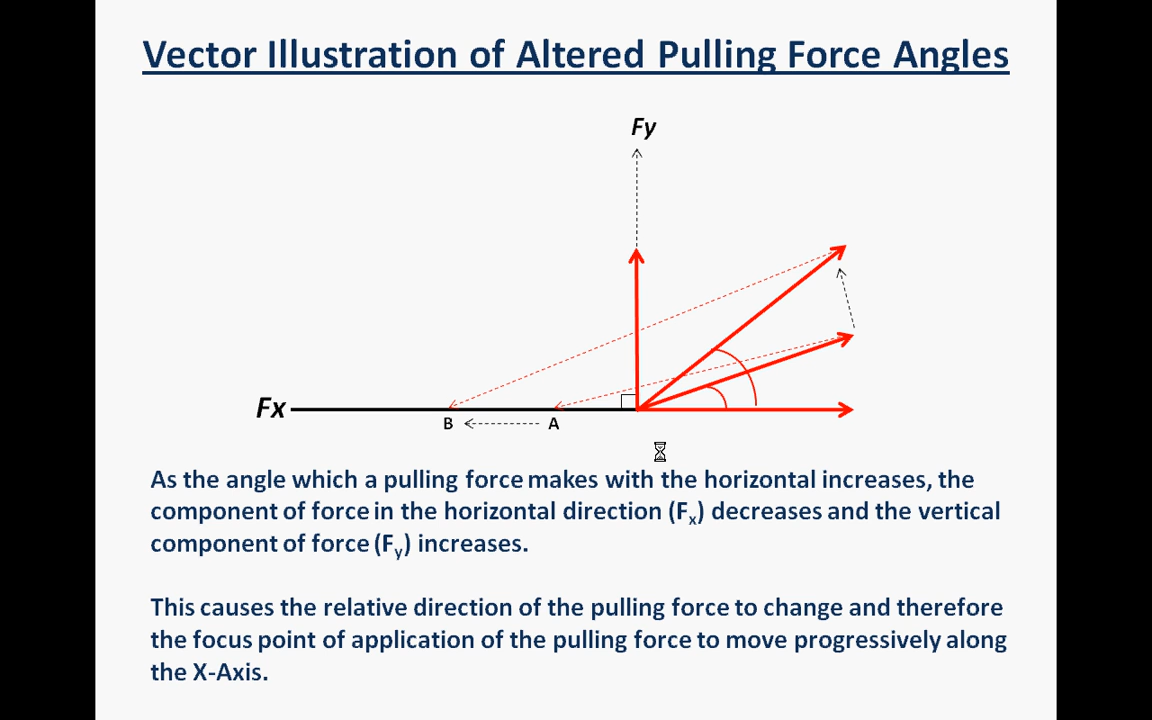 Vector Illustration of Altered Pulling Force Angles
Fy
Fx
B
A
As the angle which a pulling force makes with the horizontal increases, the
component of force in the horizontal direction (Fx) decreases and the vertical
component of force (Fy) increases.
This causes the relative direction of the pulling force to change and therefore
the focus point of application of the pulling force to move progressively along
the X-Axis.